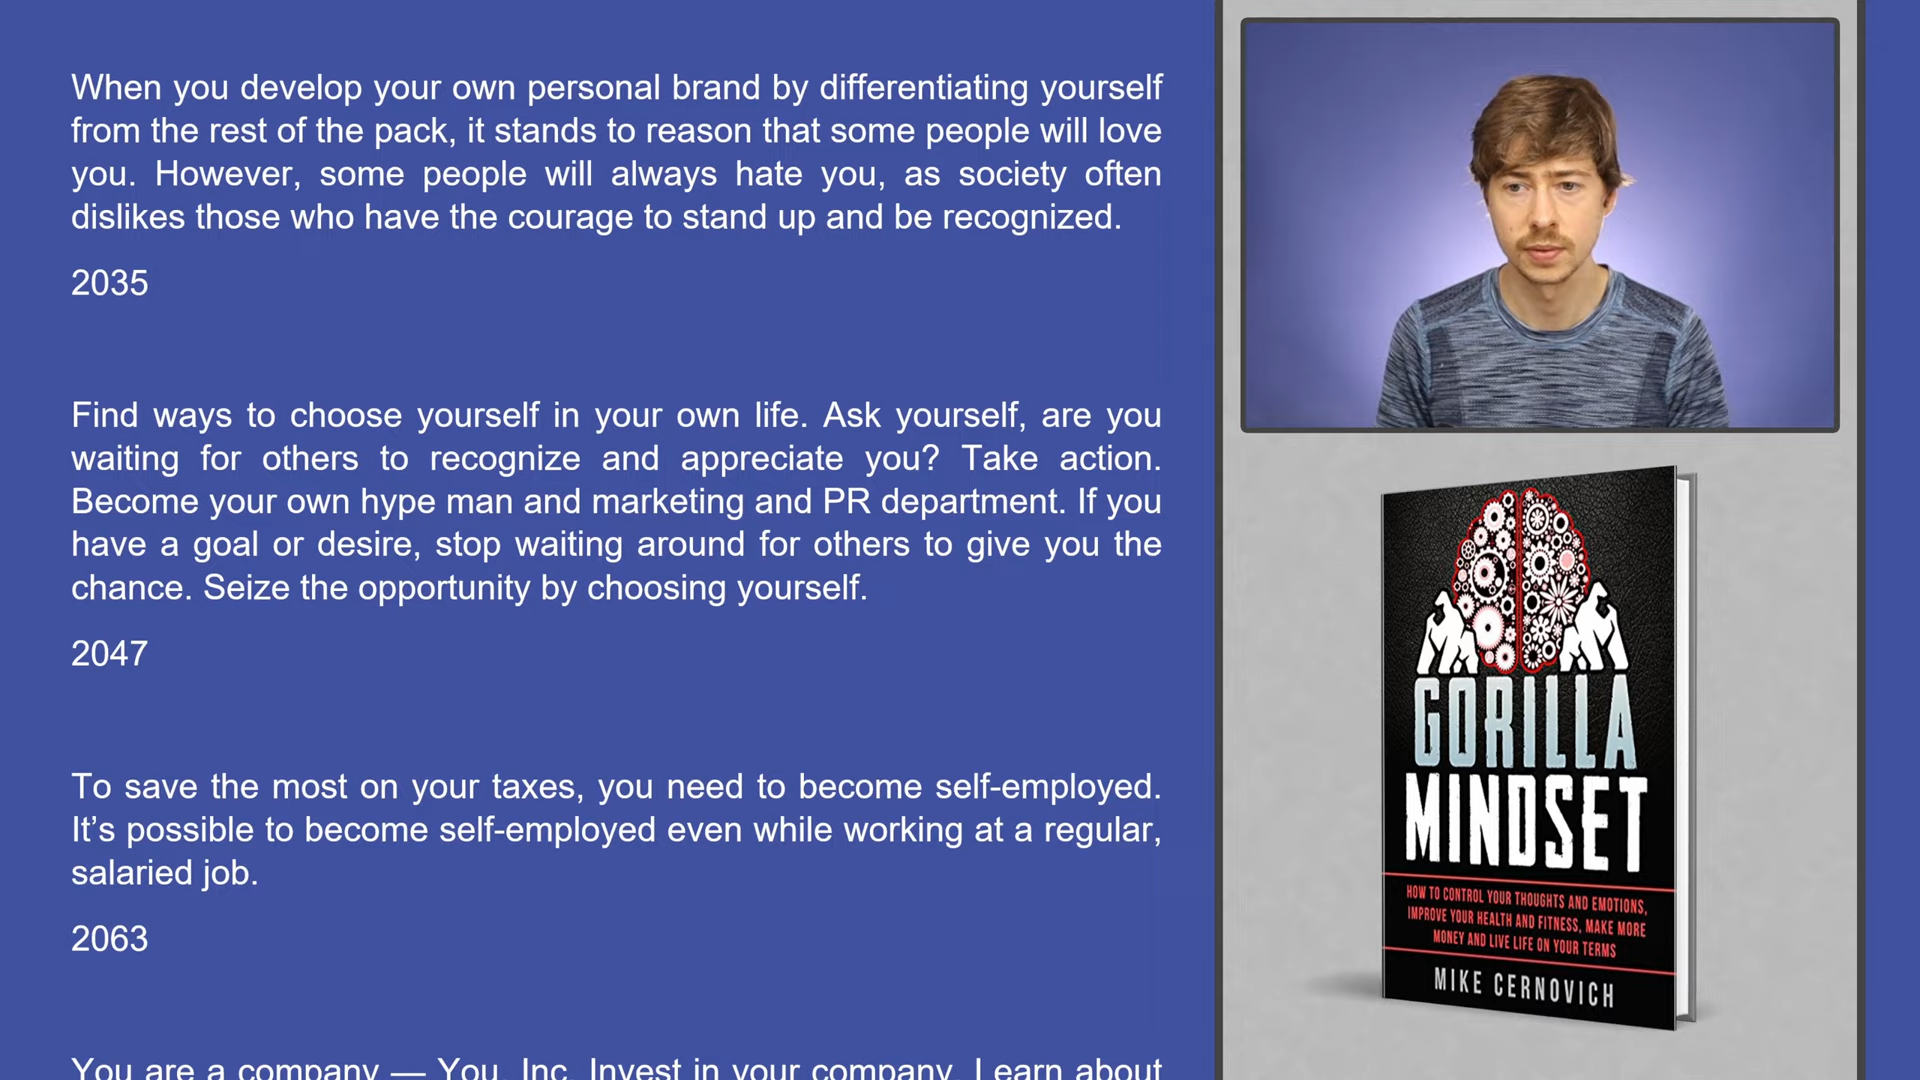 When you develop your own personal brand by differentiating yourself
from the rest of the pack, it stands to reason that some people will love
you. However, some people will always hate you, as society often
dislikes those who have the courage to stand up and be recognized.
2035
Find ways to choose yourself in your own life. Ask yourself, are you
waiting for others to recognize and appreciate you? Take action.
Become your own hype man and marketing and PR department. If you
have a goal or desire, stop waiting around for others to give you the
chance. Seize the opportunity by choosing yourself.
2047
To save the most on your taxes, you need to become self-employed.
It’s possible to become self-employed even while working at a regular,
salaried job.
2063
You are a company — You, Inc. Invest in your company. Learn about
GORILLA
MINDSET
HOW TO CONTROL YOUR THOUGHTS AND EMOTIONS,
IMPROVE YOUR HEALTH AND FITNESS, MAKE MORE
MONEY AND LIVE LIFE ON YOUR TERMS
MIKE CERNOVICH